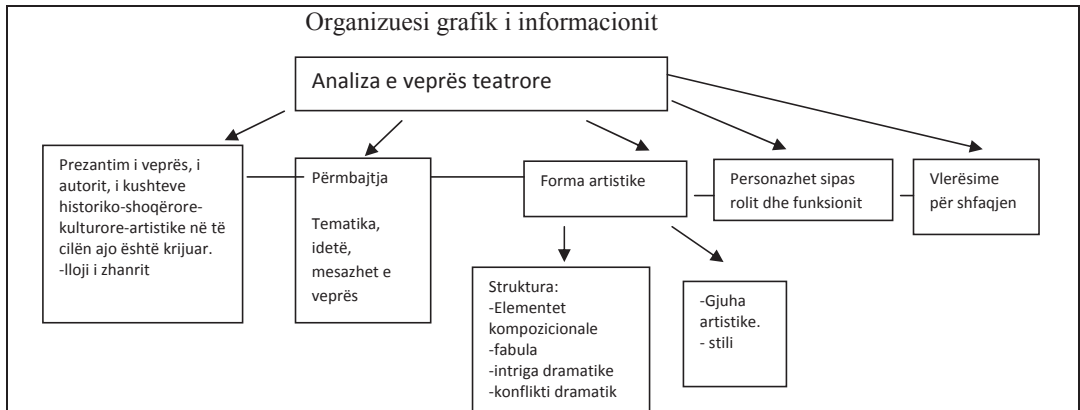 Organizuesi grafik i informacionit
Analiza e veprës teatrore
Prezantim i veprës, i
autorit, i kushteve
historiko-shoqërore-
kulturore-artistike në të
cilën ajo është krijuar.
-lloji i zhanrit
Përmbajtja
Tematika,
idetë,
mesazhet e
veprës
Forma artistike
Personazhet sipas
rolit dhe funksionit
Vlerësime
për shfaqjen
Struktura:
-Elementet
kompozicionale
-fabula
-intriga dramatike
-konflikti dramatik
-Gjuha
artistike.
- stili